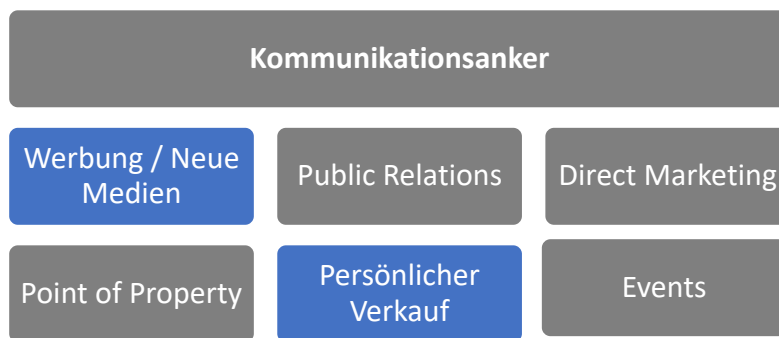 Kommunikationsanker
Werbung / Neue
Medien
Public Relations
Direct Marketing
Point of Property
Persönlicher
Verkauf
Events